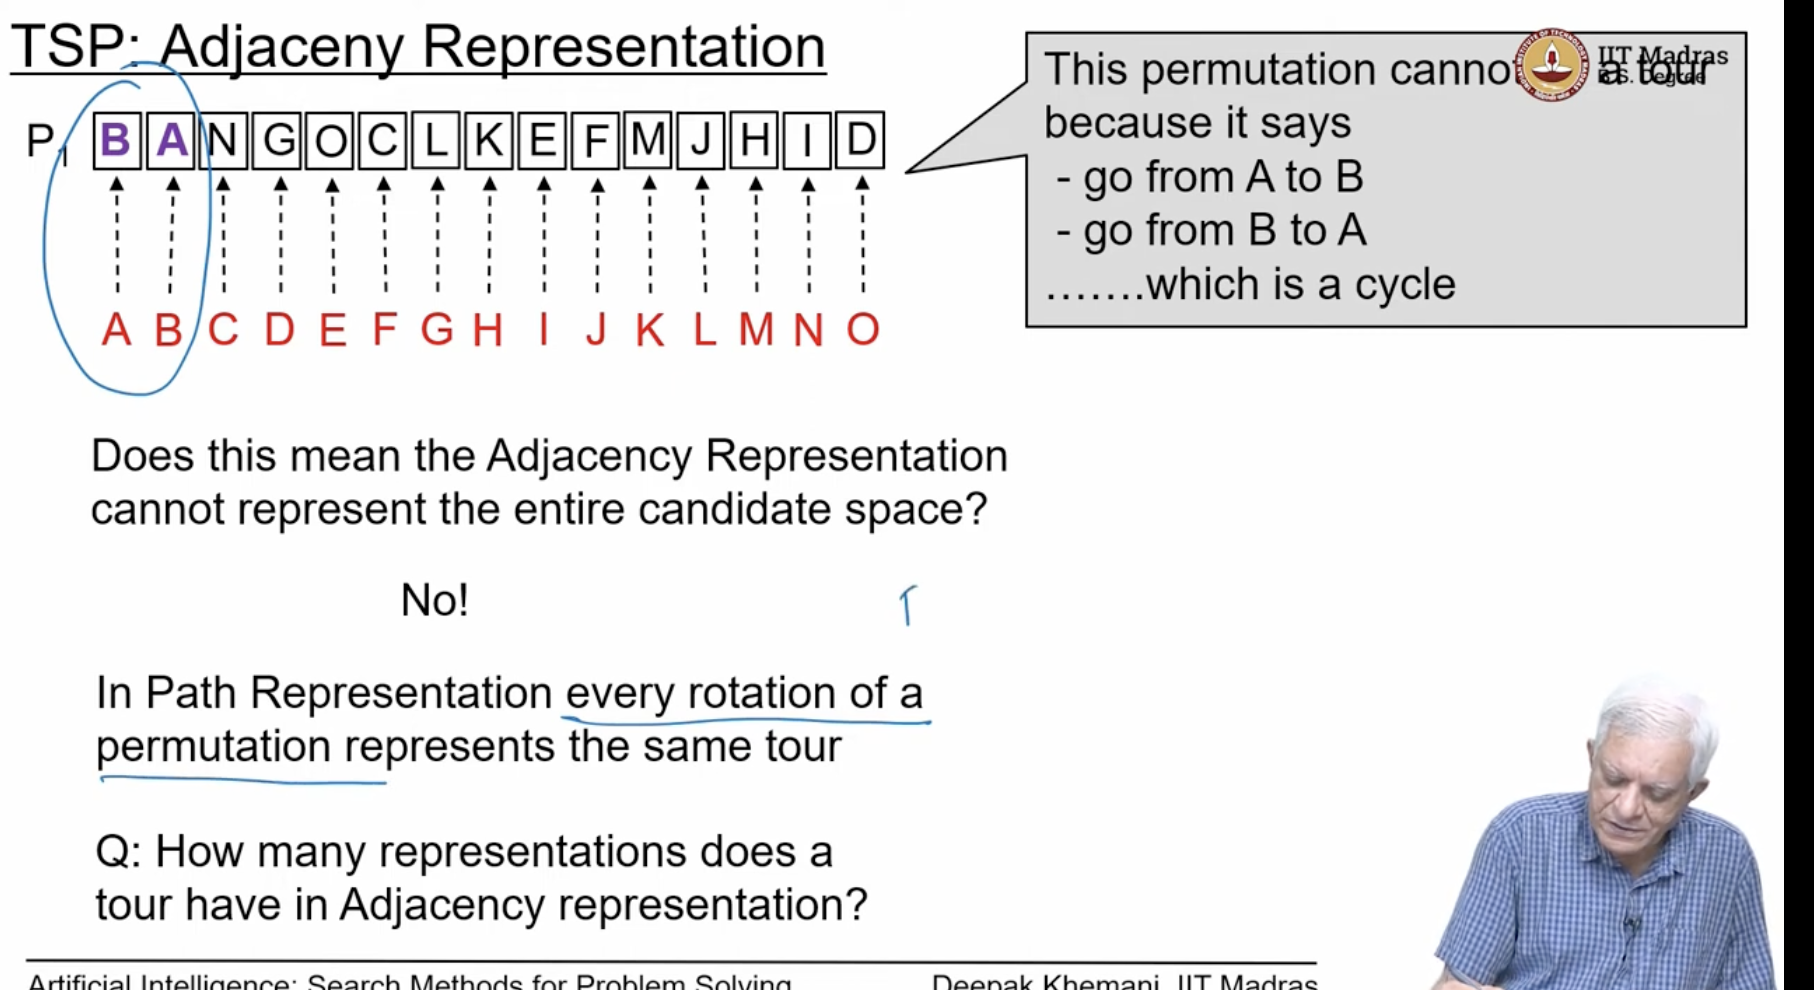 TSP: Adjaceny Representation
P1 B A N G O C L K E F M J H I D
A B C D E F G H I J K L M N O
This permutation canno a tour
because it says
- go from A to B
- go from B to A
.......which is a cycle
IIT Madras
B.S. Degree
Does this mean the Adjacency Representation
cannot represent the entire candidate space?
No!
In Path Representation every rotation of a
permutation represents the same tour
Q: How many representations does a
tour have in Adjacency representation?
Artificial Intelligence: Search Methods for Problem Solving
Deepak Khemani, IIT Madras